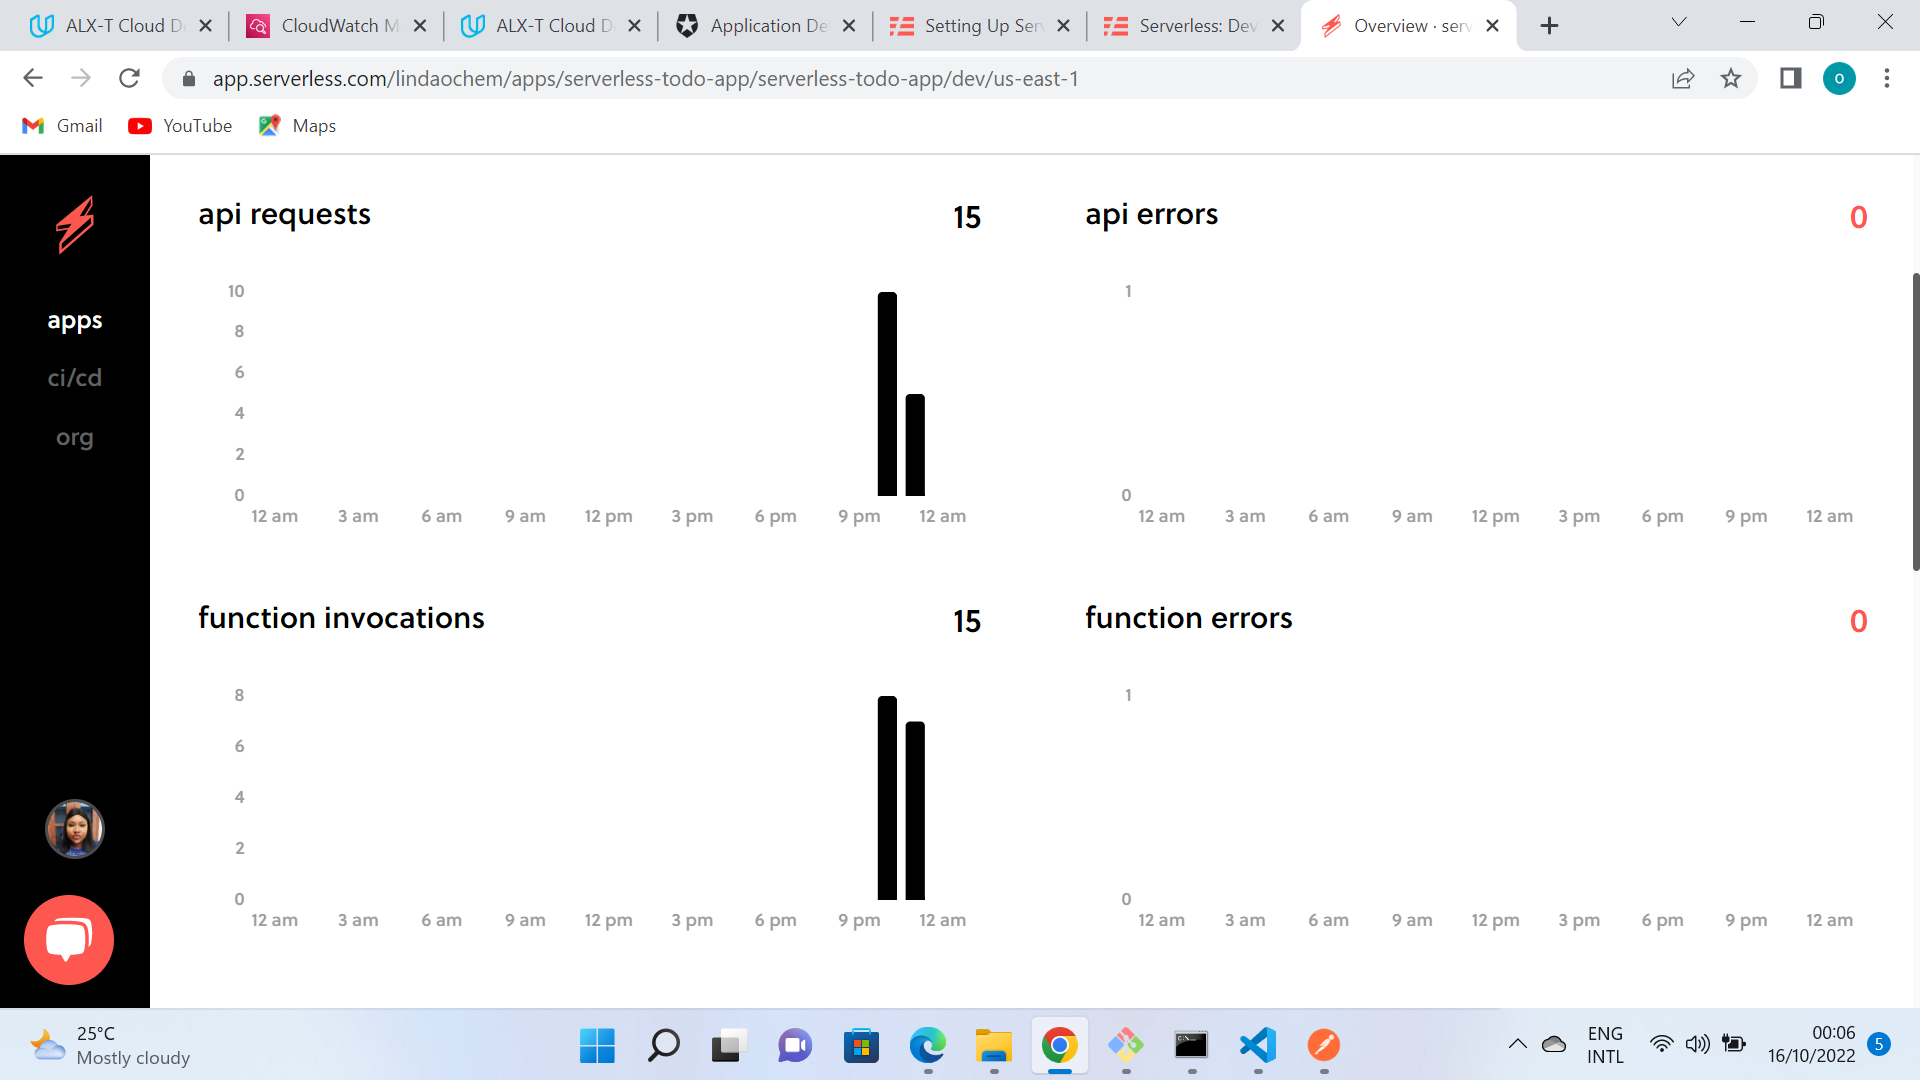 ALX-T Cloud D
CloudWatch M
ALX-T Cloud D
Application De
Setting Up Ser
Serverless: Dev
Overview · serv
app.serverless.com/lindaochem/apps/serverless-todo-app/serverless-todo-app/dev/us-east-1
o
Gmail
YouTube
Maps
apps
ci/cd
org
api requests
15
10
8
6
4
2
0
12 am 3 am 6 am 9 am 12 pm 3 pm 6 pm 9 pm 12 am
api errors
0
1
0
12 am 3 am 6 am 9 am 12 pm 3 pm 6 pm 9 pm 12 am
function invocations
15
8
6
4
2
0
12 am 3 am 6 am 9 am 12 pm 3 pm 6 pm 9 pm 12 am
function errors
0
1
0
12 am 3 am 6 am 9 am 12 pm 3 pm 6 pm 9 pm 12 am
25°C
Mostly cloudy
ENG
INTL
00:06
16/10/2022
5